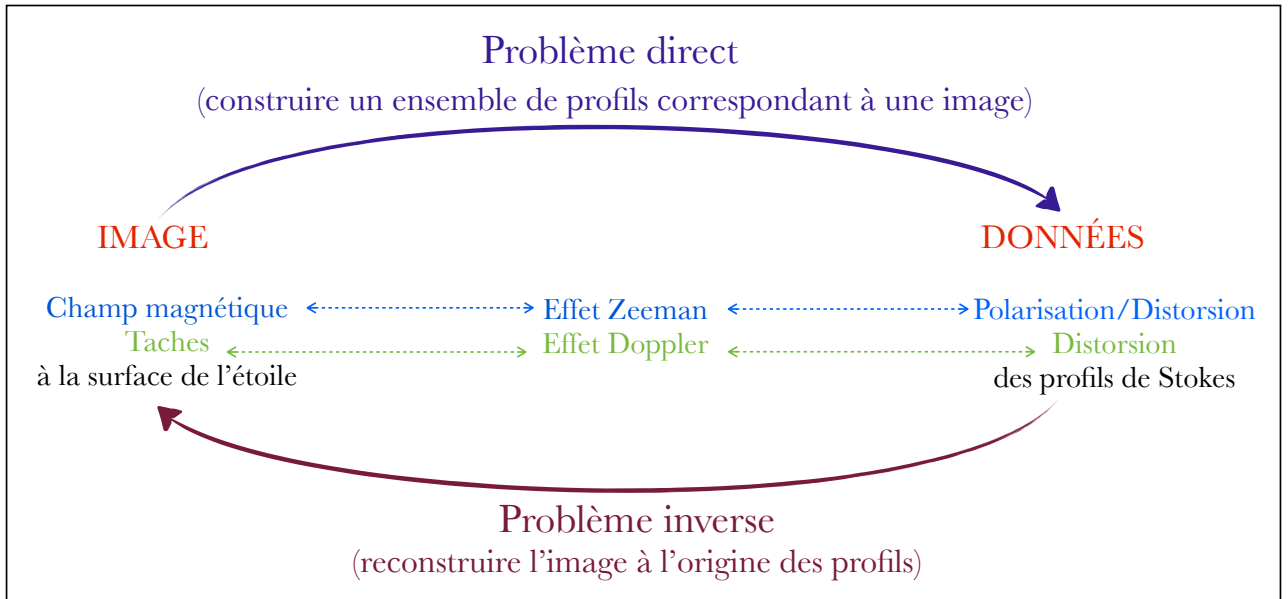 Problème direct
(construire un ensemble de profils correspondant à une image)
IMAGE
DONNÉES
Champ magnétique
Effet Zeeman
Polarisation/Distorsion
Taches
Effet Doppler
Distorsion
à la surface de l’étoile
des profils de Stokes
Problème inverse
(reconstruire l’image à l’origine des profils)